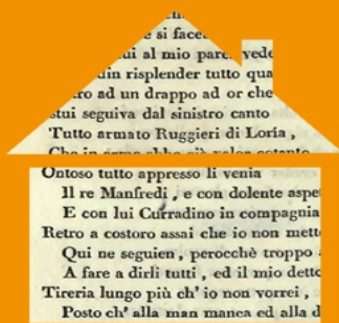 e si face
ui al mio pare vede
din risplender tutto qua
ro ad un drappo ad or che
stui seguiva dal sinistro canto
Tutto armato Ruggieri di Loria ,
Ontoso tutto appresso li venia
Il re Manfredi , e con dolente aspe
E con lui Curradino in compagnia
Retro a costoro assai che io non mett
Qui ne seguien , perocchè troppo
A fare a dirli tutti , ed il mio detto
Tireria lungo più ch' io non vorrei ,
Posto ch' alla man manca ed alla d